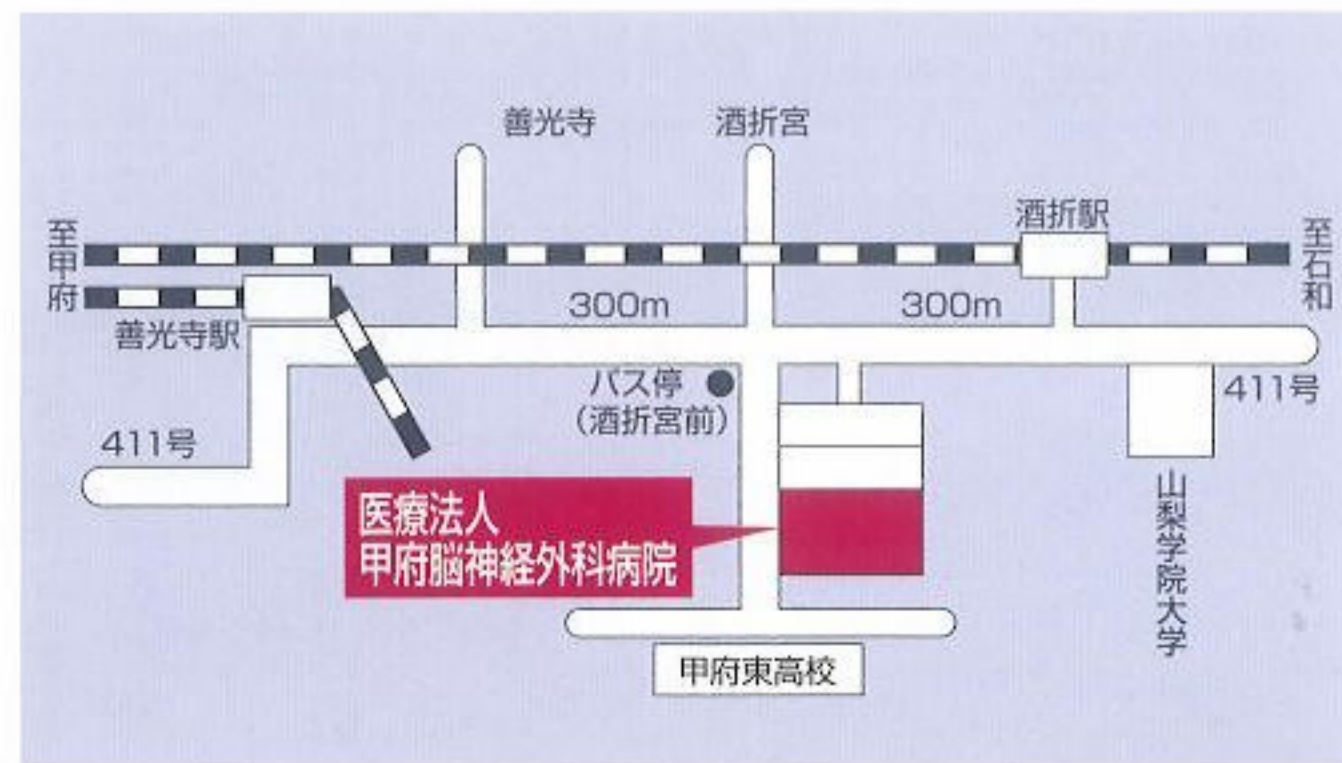 善光寺
酒折宮
酒折駅
至甲府
至石和
300m
300m
善光寺駅
バス停
(酒折宮前)
411号
411号
医療法人
甲府脳神経外科病院
山梨学院大学
甲府東高校